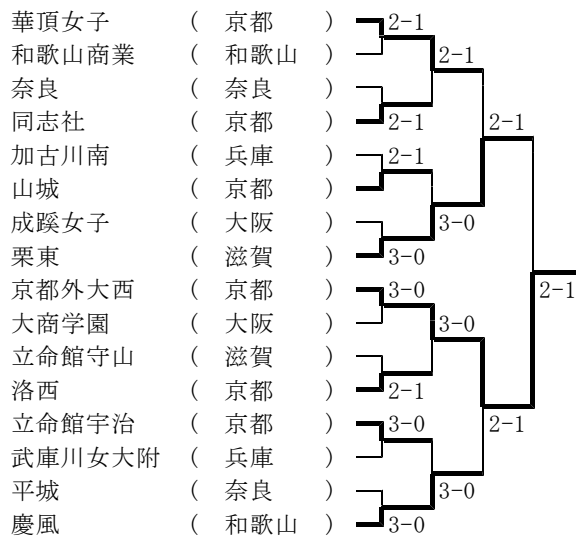 華頂女子 ( 京都 ) 2-1
和歌山商業 ( 和歌山 ) 2-1
奈良 ( 奈良 )
同志社 ( 京都 ) 2-1 2-1
加古川南 ( 兵庫 ) 2-1
山城 ( 京都 )
成蹊女子 ( 大阪 ) 3-0
栗東 ( 滋賀 ) 3-0
京都外大西 ( 京都 ) 3-0 2-1
大商学園 ( 大阪 ) 3-0
立命館守山 ( 滋賀 )
洛西 ( 京都 ) 2-1
立命館宇治 ( 京都 ) 3-0 2-1
武庫川女大附 ( 兵庫 )
平城 ( 奈良 ) 3-0
慶風 ( 和歌山 ) 3-0